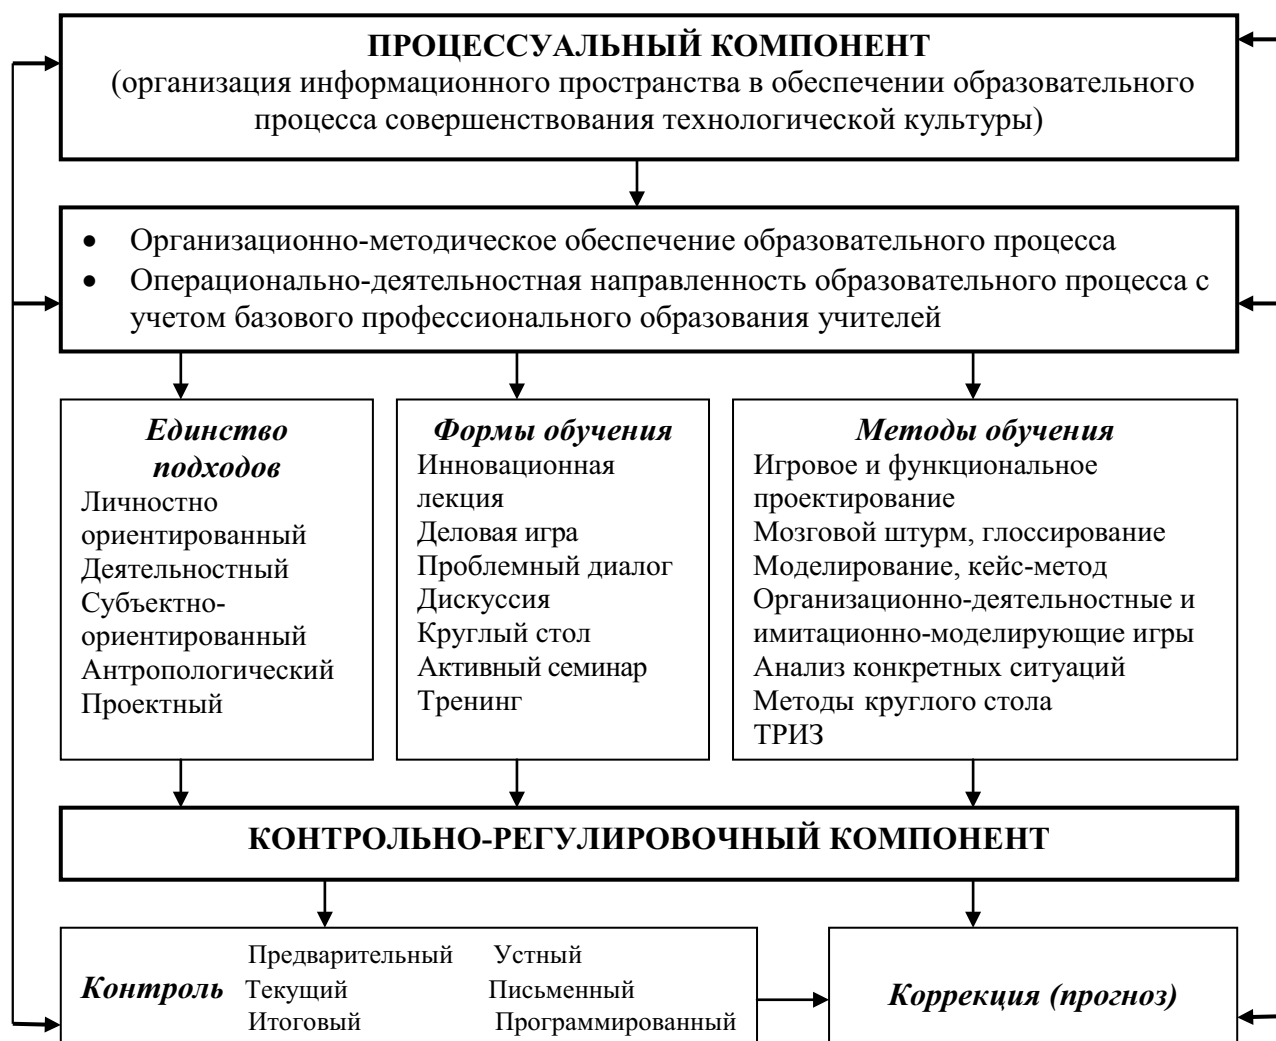 ПРОЦЕССУАЛЬНЫЙ КОМПОНЕНТ
(организация информационного пространства в обеспечении образовательного
процесса совершенствования технологической культуры)
• Организационно-методическое обеспечение образовательного процесса
• Операционально-деятельностная направленность образовательного процесса с
учетом базового профессионального образования учителей
Единство
подходов
Личностно
ориентированный
Деятельностный
Субъектно-
ориентированный
Антропологический
Проектный
Формы обучения
Инновационная
лекция
Деловая игра
Проблемный диалог
Дискуссия
Круглый стол
Активный семинар
Тренинг
Методы обучения
Игровое и функциональное
проектирование
Мозговой штурм, глоссирование
Моделирование, кейс-метод
Организационно-деятельностные и
имитационно-моделирующие игры
Анализ конкретных ситуаций
Методы круглого стола
ТРИЗ
КОНТРОЛЬНО-РЕГУЛИРОВОЧНЫЙ КОМПОНЕНТ
Предварительный Устный
Контроль Текущий Письменный
Итоговый Программированный
Коррекция (прогноз)